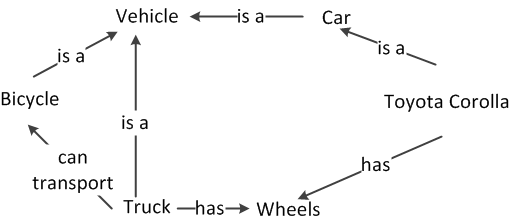 Vehicle
is a
Car
is a
is a
Bicycle
Toyota Corolla
is a
can
transport
has
Truck
has
Wheels